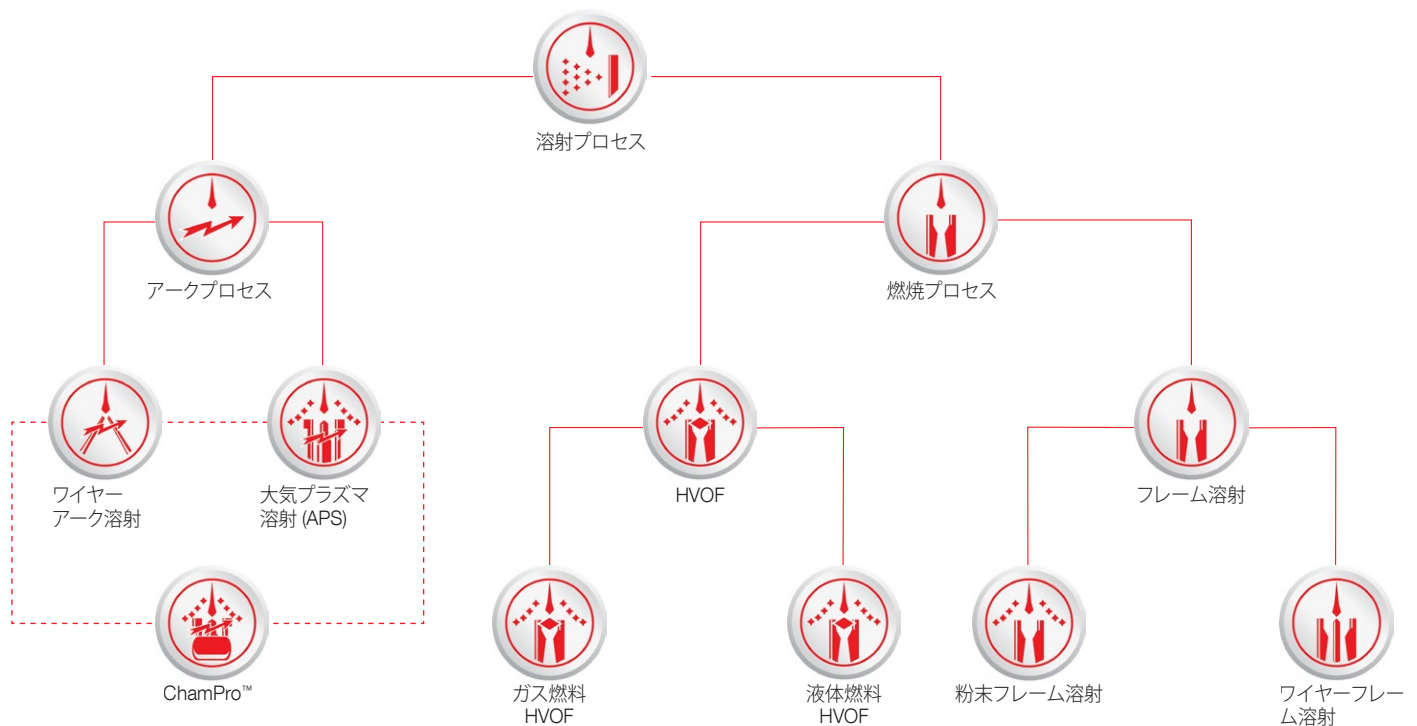 溶射プロセス
アークプロセス
燃焼プロセス
ワイヤー
アーク溶射
大気プラズマ
溶射 (APS)
HVOF
フレーム溶射
ChamPro™
ガス燃料
HVOF
液体燃料
HVOF
粉末フレーム溶射
ワイヤーフレー
ム溶射